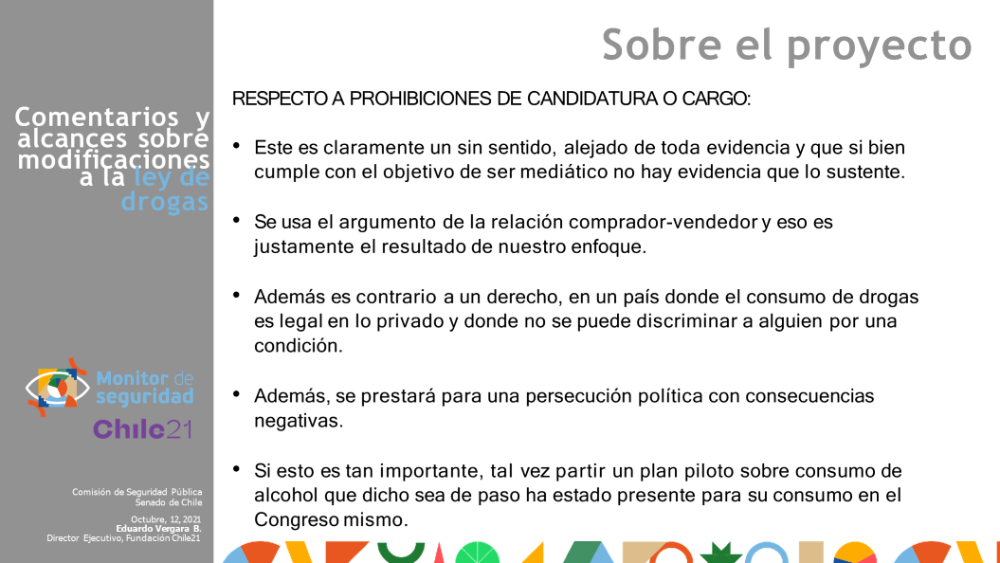 Sobre el proyecto
Comentarios y
alcances sobre
modificaciones
a la ley de
drogas
RESPECTO A PROHIBICIONES DE CANDIDATURA O CARGO:
• Este es claramente un sin sentido, alejado de toda evidencia y que si bien
cumple con el objetivo de ser mediático no hay evidencia que lo sustente.
• Se usa el argumento de la relación comprador-vendedor y eso es
justamente el resultado de nuestro enfoque.
• Además es contrario a un derecho, en un país donde el consumo de drogas
es legal en lo privado y donde no se puede discriminar a alguien por una
condición.
• Además, se prestará para una persecución política con consecuencias
negativas.
• Si esto es tan importante, tal vez partir un plan piloto sobre consumo de
alcohol que dicho sea de paso ha estado presente para su consumo en el
Congreso mismo.
Monitor de
seguridad
Chile21
Comisión de Seguridad Pública
Senado de Chile
Octubre, 12, 2021
Eduardo Vergara B.
Director Ejecutivo, Fundación Chile21